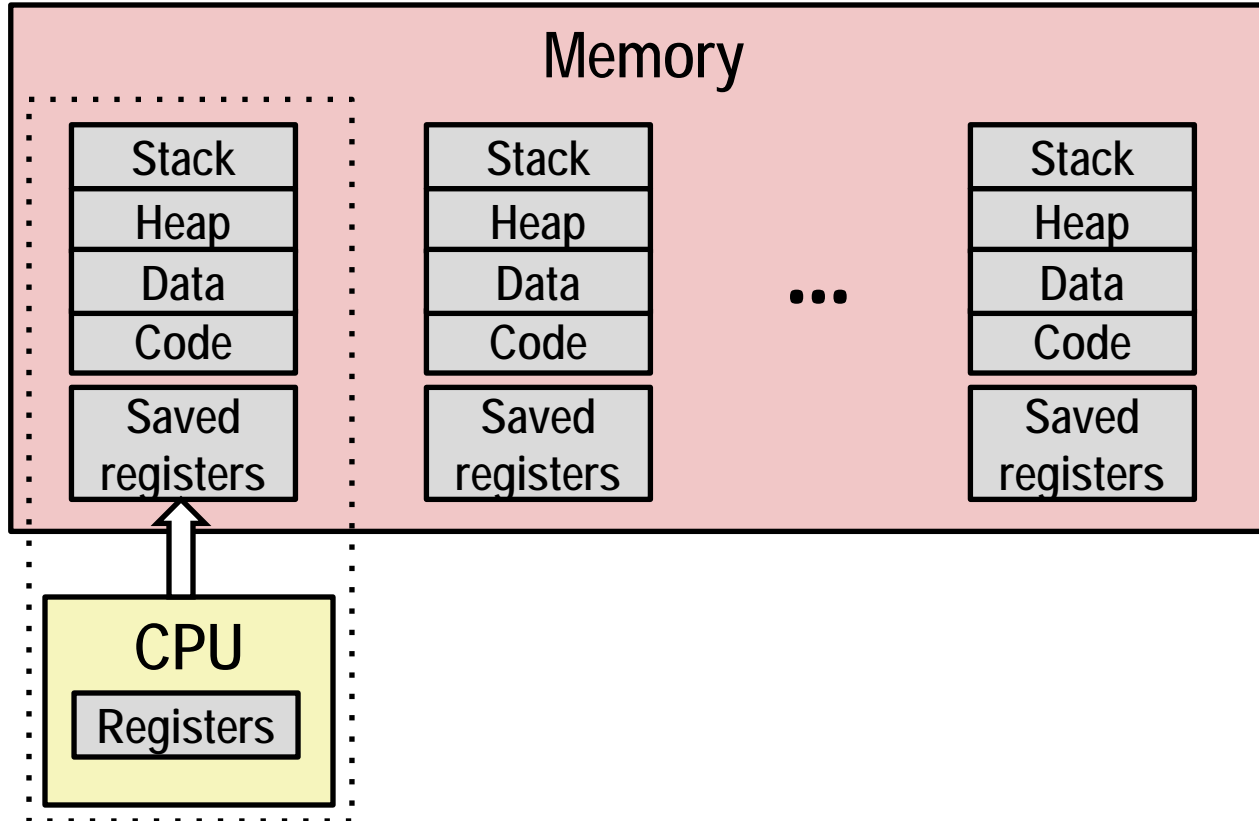 Memory
Stack
Heap
Data
Code
Saved
registers
Stack
Heap
Data
Code
Saved
registers
...
Stack
Heap
Data
Code
Saved
registers
CPU
Registers